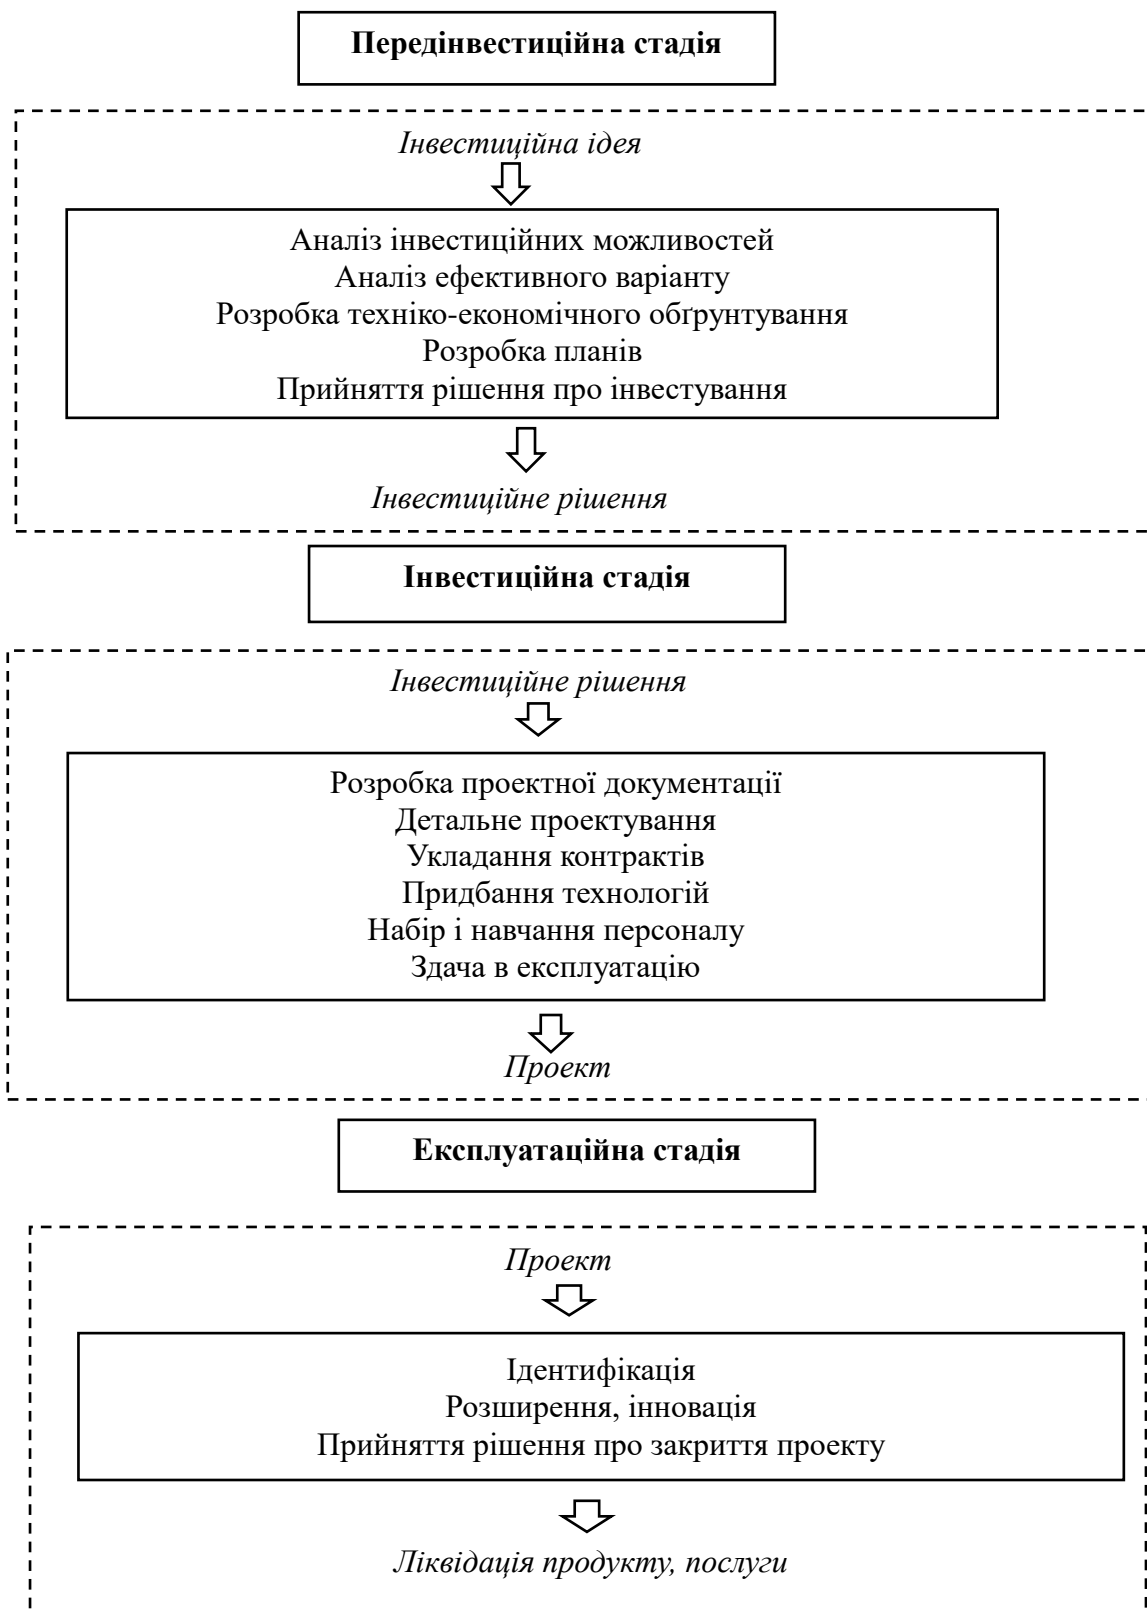 Передінвестиційна стадія
Інвестиційна ідея
Аналіз інвестиційних можливостей
Аналіз ефективного варіанту
Розробка техніко-економічного обґрунтування
Розробка планів
Прийняття рішення про інвестування
Інвестиційне рішення
Інвестиційна стадія
Інвестиційне рішення
Розробка проектної документації
Детальне проектування
Укладання контрактів
Придбання технологій
Набір і навчання персоналу
Здача в експлуатацію
Проект
Експлуатаційна стадія
Проект
Ідентифікація
Розширення, інновація
Прийняття рішення про закриття проекту
Ліквідація продукту, послуги